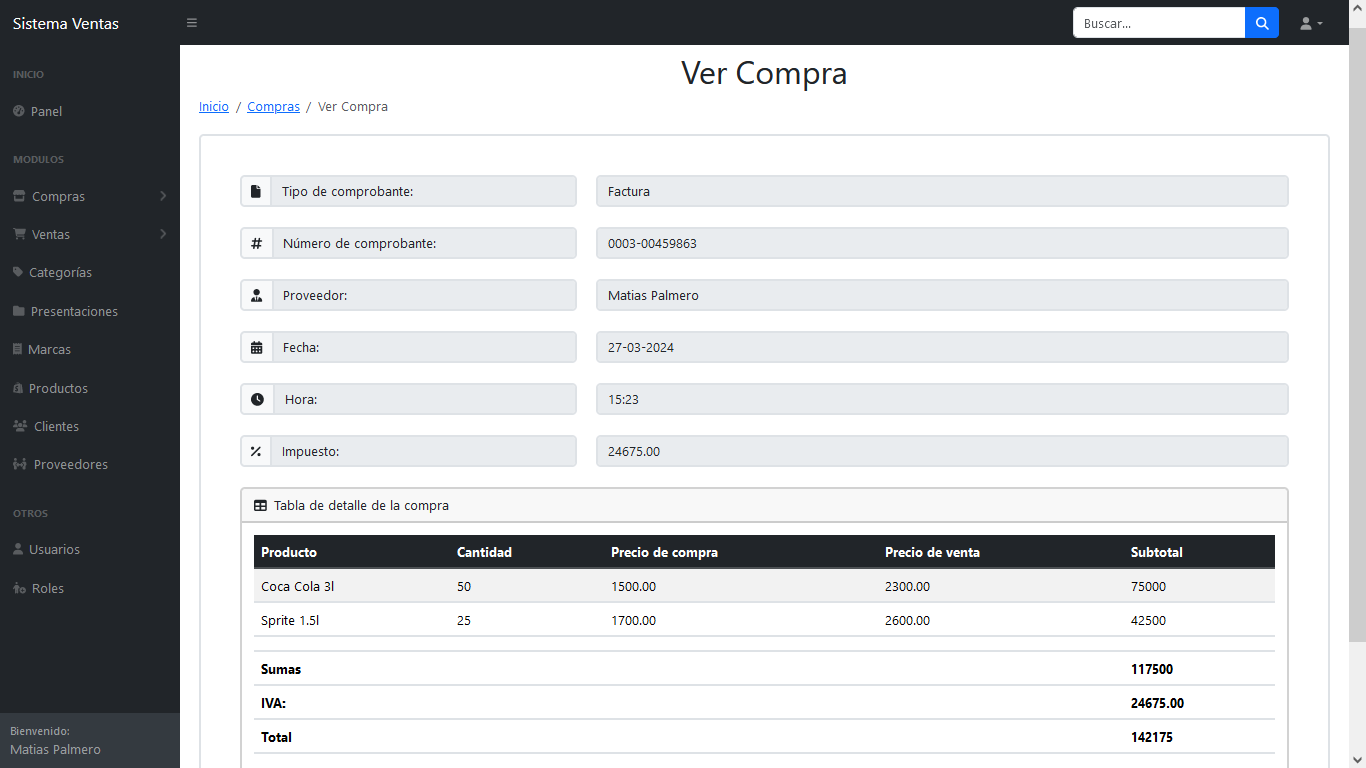 Sistema Ventas
Buscar...
INICIO
Panel
MODULOS
Compras
Ventas
Categorías
Presentaciones
Marcas
Productos
Clientes
Proveedores
OTROS
Usuarios
Roles
Bienvenido:
Matias Palmero
Ver Compra
Inicio / Compras / Ver Compra
Tipo de comprobante: Factura
Número de comprobante: 0003-00459863
Proveedor: Matias Palmero
Fecha: 27-03-2024
Hora: 15:23
Impuesto: 24675.00
Tabla de detalle de la compra
Producto Cantidad Precio de compra Precio de venta Subtotal
Coca Cola 3l 50 1500.00 2300.00 75000
Sprite 1.5l 25 1700.00 2600.00 42500
Sumas 117500
IVA: 24675.00
Total 142175